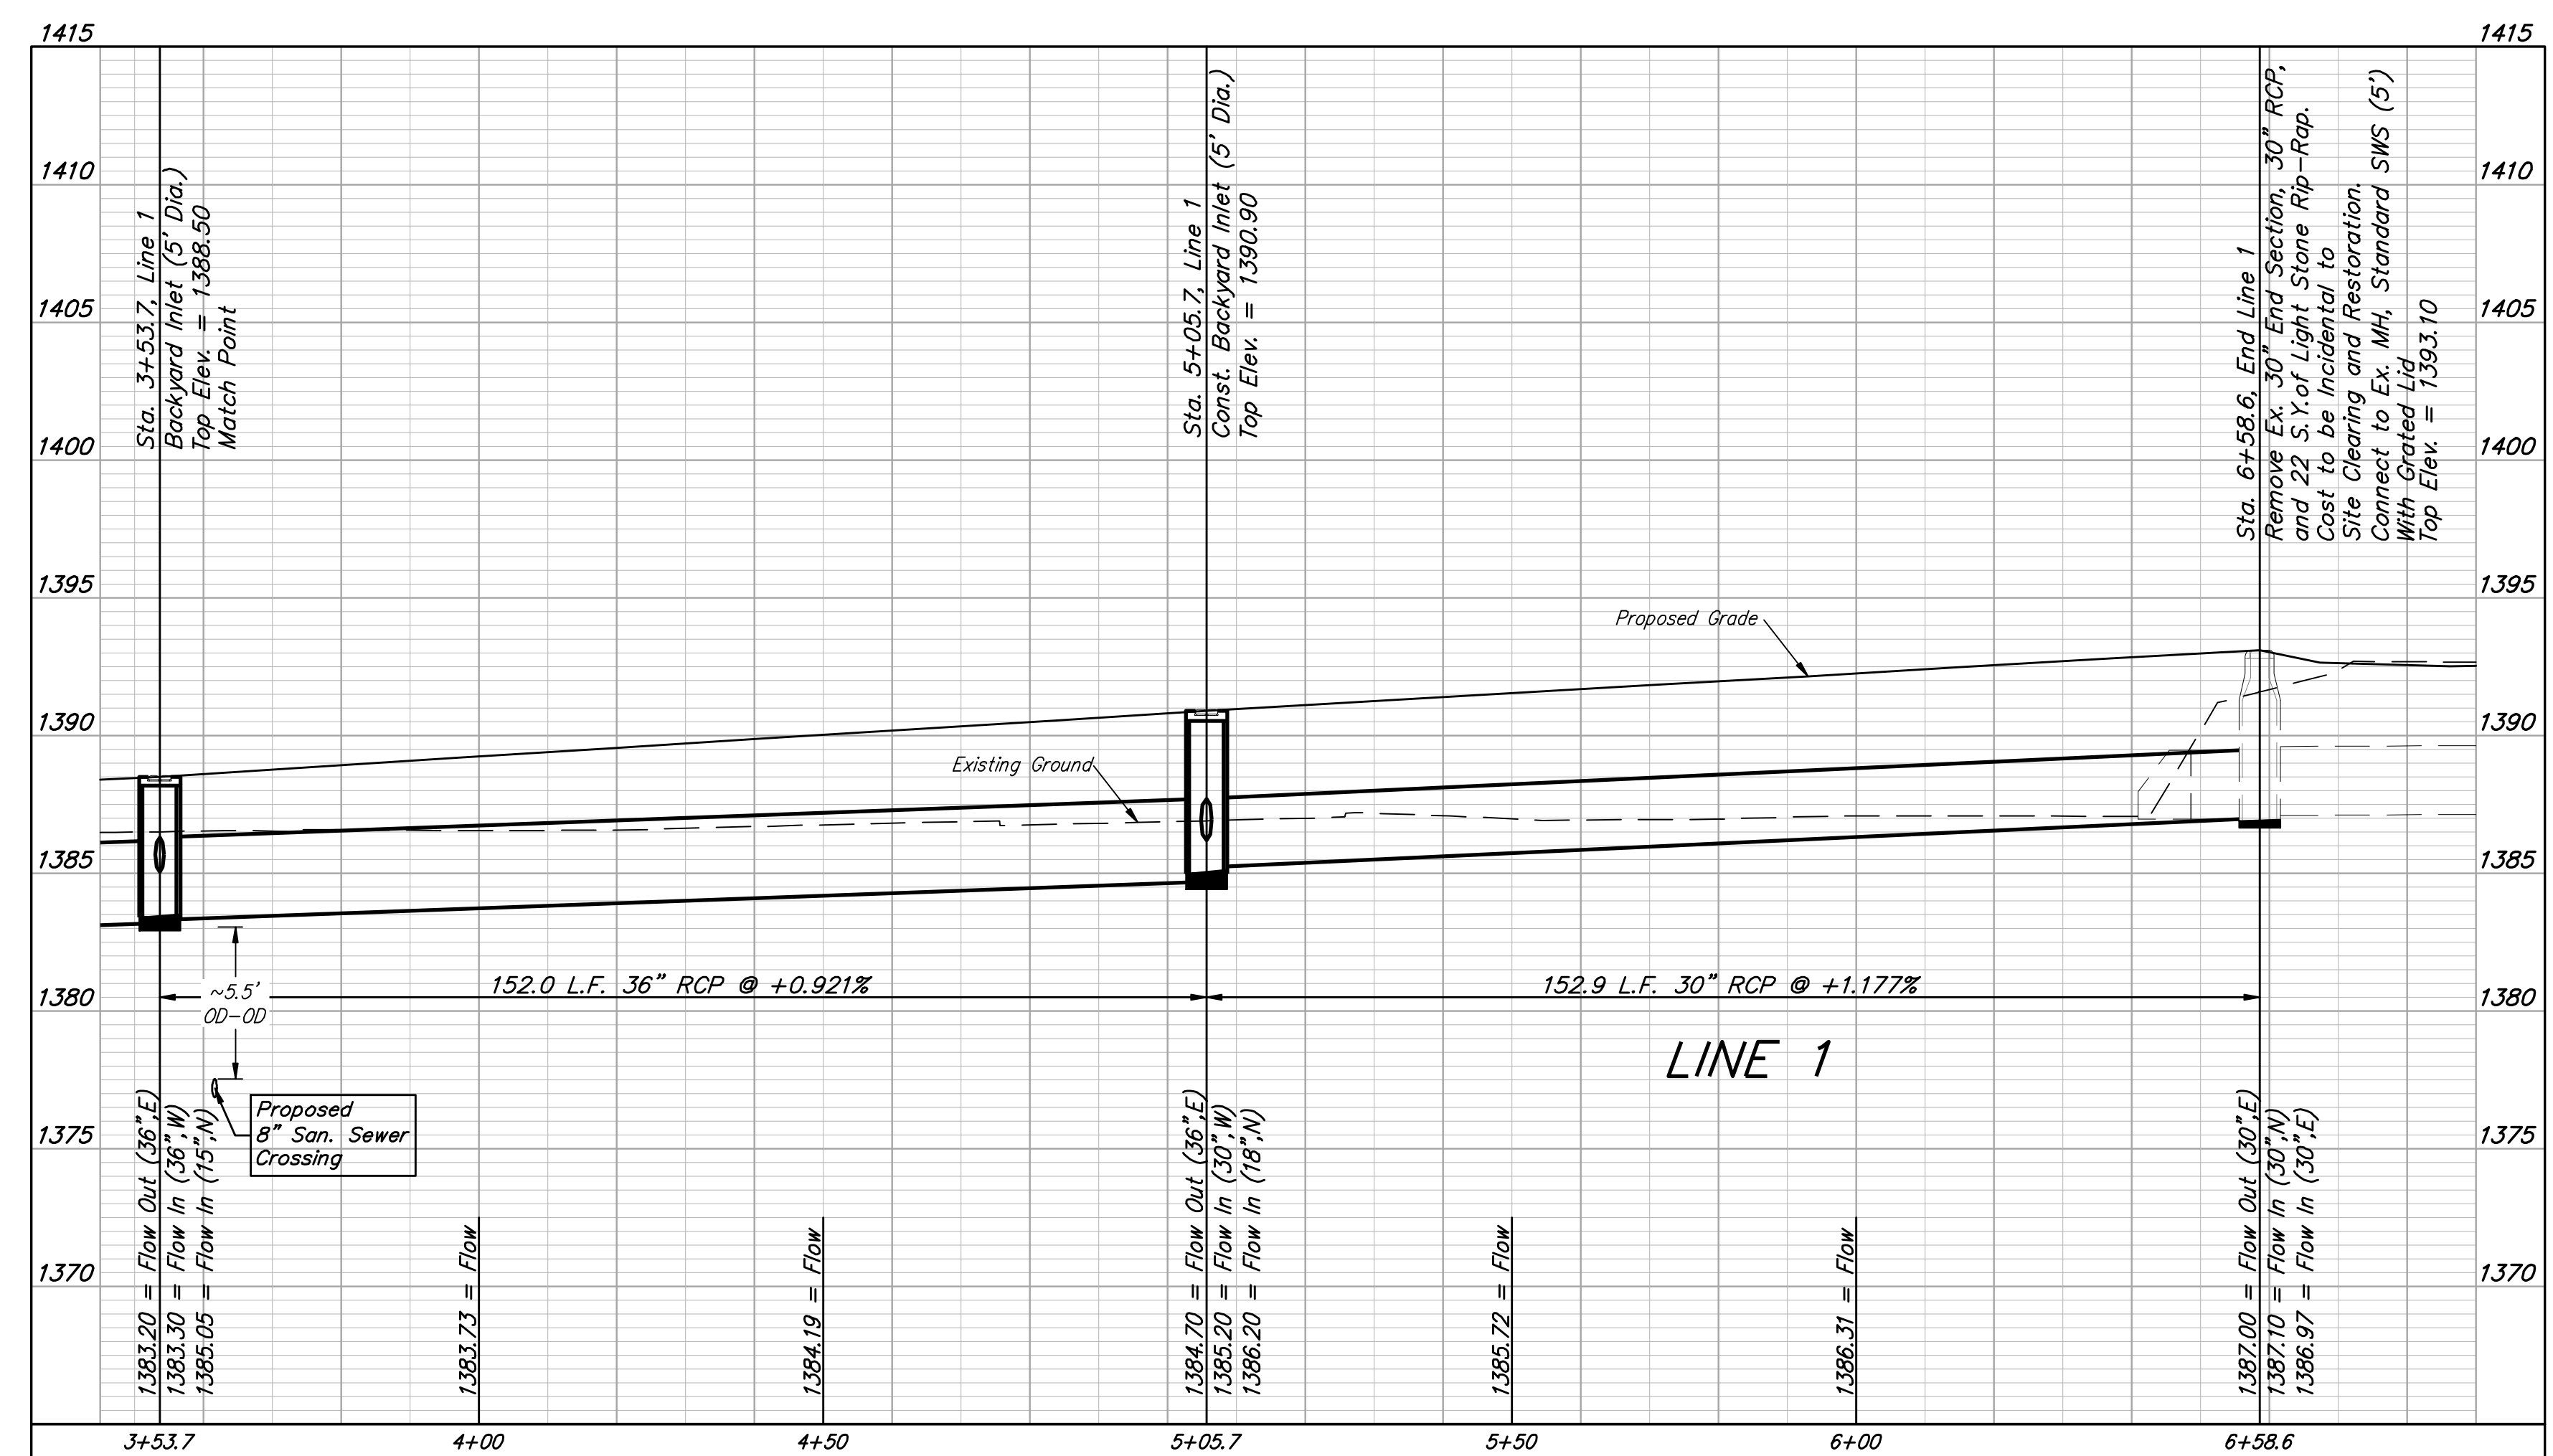 1415
1415
1410
1410
1405
1405
1400
1400
1395
1395
1390
1390
1385
1385
1380
1380
1375
1375
1370
1370
Sta. 3+53.7, Line 1
Backyard Inlet (5' Dia.)
Top Elev. = 1388.50
Match Point
Sta. 5+05.7, Line 1
Const. Backyard Inlet (5' Dia.)
Top Elev. = 1390.90
Sta. 6+58.6, End Line 1
Remove Ex. 30" End Section, 30" RCP,
and 22 S.Y.of Light Stone Rip-Rap.
Cost to be Incidental to
Site Clearing and Restoration.
Connect to Ex. MH, Standard SWS (5')
With Grated Lid
Top Elev. = 1393.10
Proposed Grade
Existing Ground
~5.5'
OD-OD
152.0 L.F. 36" RCP @ +0.921%
152.9 L.F. 30" RCP @ +1.177%
LINE 1
Proposed
8" San. Sewer
Crossing
1383.20 = Flow Out (36",E)
1383.30 = Flow In (36",W)
1385.05 = Flow In (15",N)
1383.73 = Flow
1384.19 = Flow
1384.70 = Flow Out (36",E)
1385.20 = Flow In (30",W)
1386.20 = Flow In (18",N)
1385.72 = Flow
1386.31 = Flow
1387.00 = Flow Out (30",E)
1387.10 = Flow In (30",N)
1386.97 = Flow In (30",E)
3+53.7
4+00
4+50
5+05.7
5+50
6+00
6+58.6